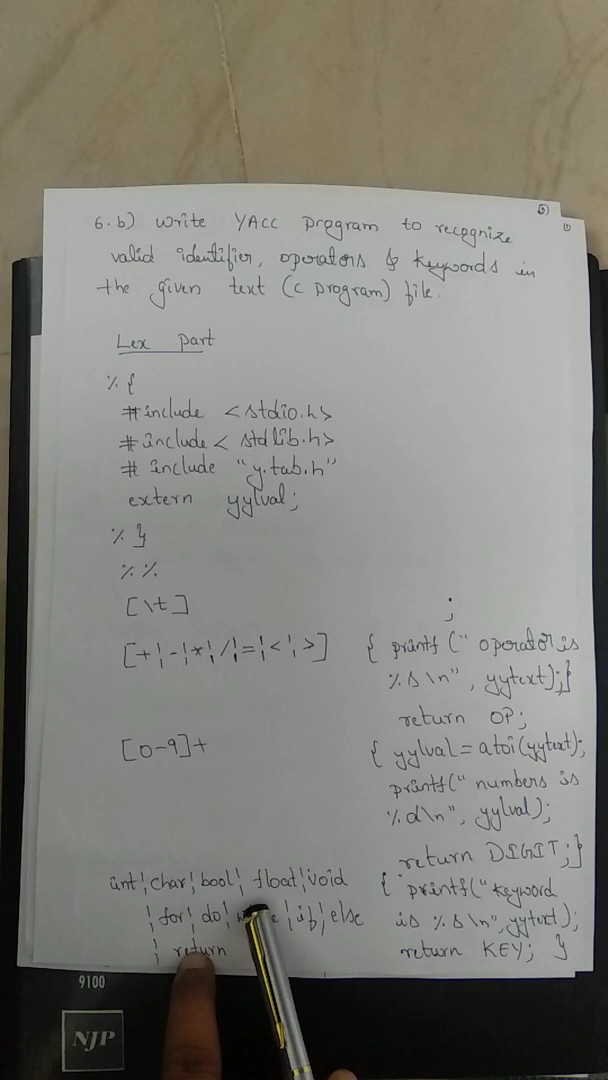 6.b) Write YACC program to recognize
valid identifier, operators & keywords in
the given text (c program) file.
Lex part
%{
#include <stdio.h>
#include < stdlib.h>
# include "y.tab.h"
extern yylval;
%}
%%
[\t] ;
[+¦-¦*¦/¦=¦<¦>] { printf (" operator is
%s\n", yytext);}
return OP;
[0-9]+ { yylval = atoi(yytext);
printf(" numbers is
%d\n", yylval);
return DIGIT;}
int¦char¦bool¦float¦void { printf("keyword
¦for¦do¦ ¦if¦else is %s\n", yytext);
¦return return KEY; }
9100
NJP